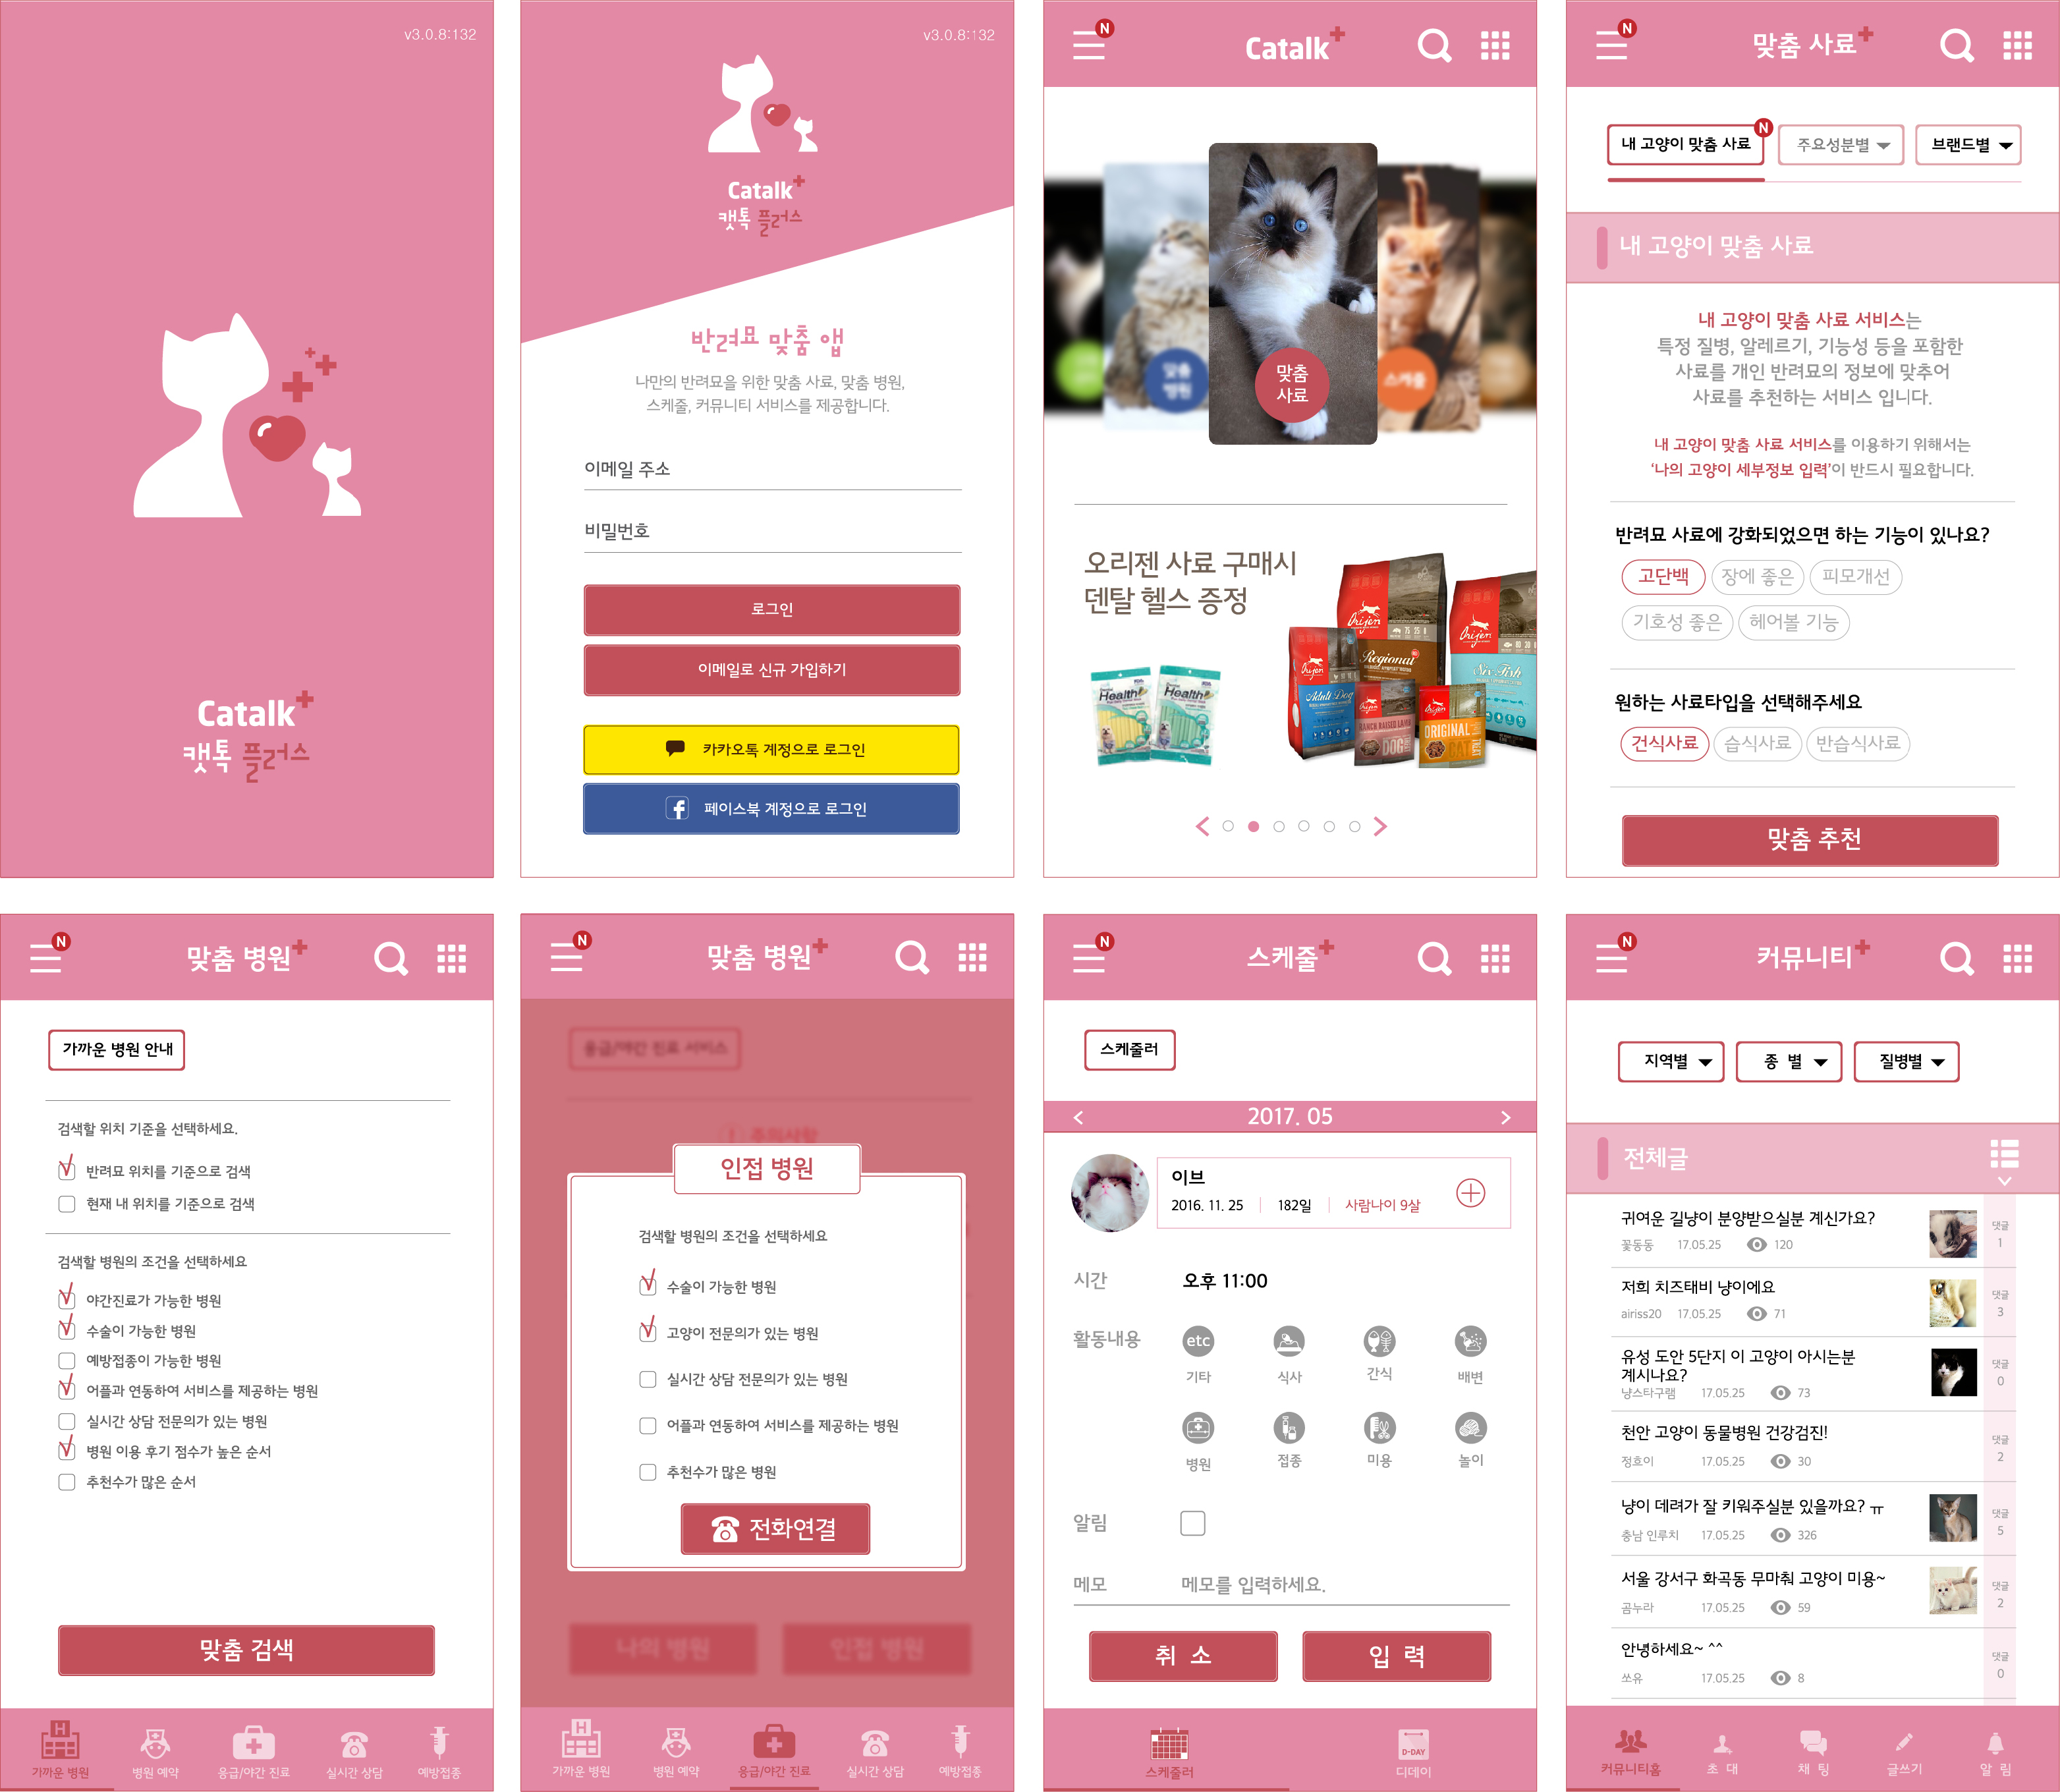 v3.0.8:132
Catalk+
캣톡 플러스
v3.0.8:132
Catalk+
캣톡 플러스
반려묘 맞춤 앱
나만의 반려묘를 위한 맞춤 사료, 맞춤 병원,
스케줄, 커뮤니티 서비스를 제공합니다.
이메일 주소
비밀번호
로그인
이메일로 신규 가입하기
카카오톡 계정으로 로그인
f 페이스북 계정으로 로그인
N
Catalk+
맞춤
병원
맞춤
사료
스케줄
오리젠 사료 구매시
덴탈 헬스 증정
Health
Health
Orijen
Orijen
Regional
Six Fish
Orijen
Adult Dog
Orijen
RANCH RAISED LAMB
DOG
Orijen
ORIGINAL
CAT
N
맞춤 사료+
내 고양이 맞춤 사료 N
주요성분별
브랜드별
내 고양이 맞춤 사료
내 고양이 맞춤 사료 서비스는
특정 질병, 알레르기, 기능성 등을 포함한
사료를 개인 반려묘의 정보에 맞추어
사료를 추천하는 서비스 입니다.
내 고양이 맞춤 사료 서비스를 이용하기 위해서는
‘나의 고양이 세부정보 입력’이 반드시 필요합니다.
반려묘 사료에 강화되었으면 하는 기능이 있나요?
고단백 장에 좋은 피모개선
기호성 좋은 헤어볼 기능
원하는 사료타입을 선택해주세요
건식사료 습식사료 반습식사료
맞춤 추천
N
맞춤 병원+
가까운 병원 안내
검색할 위치 기준을 선택하세요.
반려묘 위치를 기준으로 검색
현재 내 위치를 기준으로 검색
검색할 병원의 조건을 선택하세요
야간진료가 가능한 병원
수술이 가능한 병원
예방접종이 가능한 병원
어플과 연동하여 서비스를 제공하는 병원
실시간 상담 전문의가 있는 병원
병원 이용 후기 점수가 높은 순서
추천수가 많은 순서
맞춤 검색
H
가까운 병원 병원 예약 응급/야간 진료 실시간 상담 예방접종
N
맞춤 병원+
응급/야간 진료 서비스
주의사항
인접 병원
검색할 병원의 조건을 선택하세요
수술이 가능한 병원
고양이 전문의가 있는 병원
실시간 상담 전문의가 있는 병원
어플과 연동하여 서비스를 제공하는 병원
추천수가 많은 병원
전화연결
나의 병원 인접 병원
H
가까운 병원 병원 예약 응급/야간 진료 실시간 상담 예방접종
N
스케줄+
스케줄러
2017. 05
이브
2016. 11. 25 182일 사람나이 9살
시간 오후 11:00
활동내용
etc
기타 식사 간식 배변
병원 접종 미용 놀이
알림
메모 메모를 입력하세요.
취 소 입 력
D-DAY
스케줄러 디데이
N
커뮤니티+
지역별 종 별 질병별
전체글
귀여운 길냥이 분양받으실분 계신가요?
꽃동동 17.05.25 120
댓글
1
저희 치즈태비 냥이에요
airiss20 17.05.25 71
댓글
3
유성 도안 5단지 이 고양이 아시는분
계시나요?
냥스타구램 17.05.25 73
댓글
0
천안 고양이 동물병원 건강검진!
정흐이 17.05.25 30
댓글
2
냥이 데려가 잘 키워주실분 있을까요? ㅠ
충남 인루치 17.05.25 326
댓글
5
서울 강서구 화곡동 무마춰 고양이 미용~
곰누라 17.05.25 59
댓글
2
안녕하세요~ ^^
쏘유 17.05.25 8
댓글
0
커뮤니티홈 초 대 채 팅 글쓰기 알 림